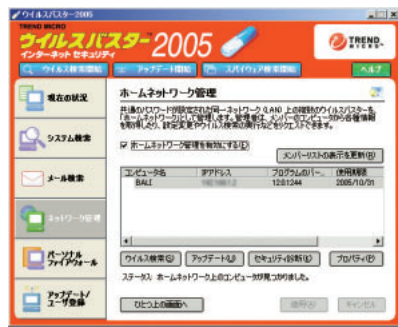 ウイルスバスター2005
TREND MICRO
ウイルスバスター™2005
インターネット セキュリティ
TREND MICRO
ウイルス検索開始
アップデート開始
スパイウェア検索開始
ヘルプ
現在の状況
システム検索
メール検索
ネットワーク管理
パーソナル
ファイアウォール
アップデート/
ユーザ登録
ホームネットワーク管理
共通のパスワードが設定された同一ネットワーク(LAN)上の複数のウイルスバスターを、
「ホームネットワーク」として管理します。管理者は、メンバーのコンピュータから各種情報
を取得したり、設定変更やウイルス検索の実行などをリクエストできます。
ホームネットワーク管理を有効にする(E)
メンバーリストの表示を更新(R)
コンピュータ名 IPアドレス プログラムのバー... 使用期限
BALI 12.0.1244 2005/10/31
ウイルス検索(S) アップデート(U) セキュリティ診断(V) プロパティ(P)
ステータス: ホームネットワーク上のコンピュータが見つかりました。
ひとつ上の画面へ
キャンセル